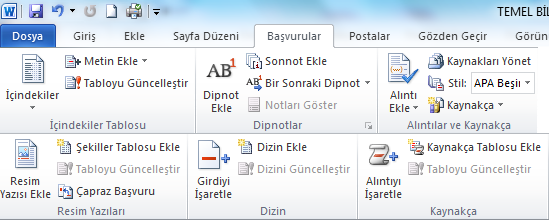 TEMEL BİL
Dosya Giriş Ekle Sayfa Düzeni Başvurular Postalar Gözden Geçir Görün
İçindekiler
Metin Ekle
Tabloyu Güncelleştir
İçindekiler Tablosu
AB1
Dipnot
Ekle
Sonnot Ekle
Bir Sonraki Dipnot
Notları Göster
Dipnotlar
Alıntı
Ekle
Kaynakları Yönet
Stil: APA Beşii
Kaynakça
Alıntılar ve Kaynakça
Resim
Yazısı Ekle
Şekiller Tablosu Ekle
Tabloyu Güncelleştir
Çapraz Başvuru
Resim Yazıları
Girdiyi
İşaretle
Dizin Ekle
Dizini Güncelleştir
Dizin
Alıntıyı
İşaretle
Kaynakça Tablosu Ekle
Tabloyu Güncelleştir
Kaynakça